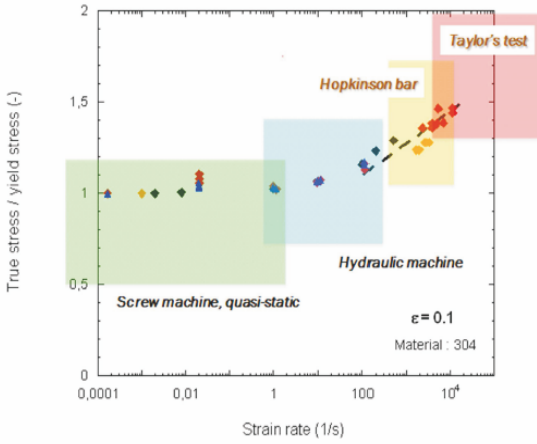 Taylor's test
Hopkinson bar
Hydraulic machine
Screw machine, quasi-static
ε = 0.1
Material : 304
True stress / yield stress (-)
2
1,5
1
0,5
0
0,0001
0,01
1
100
10⁴
Strain rate (1/s)